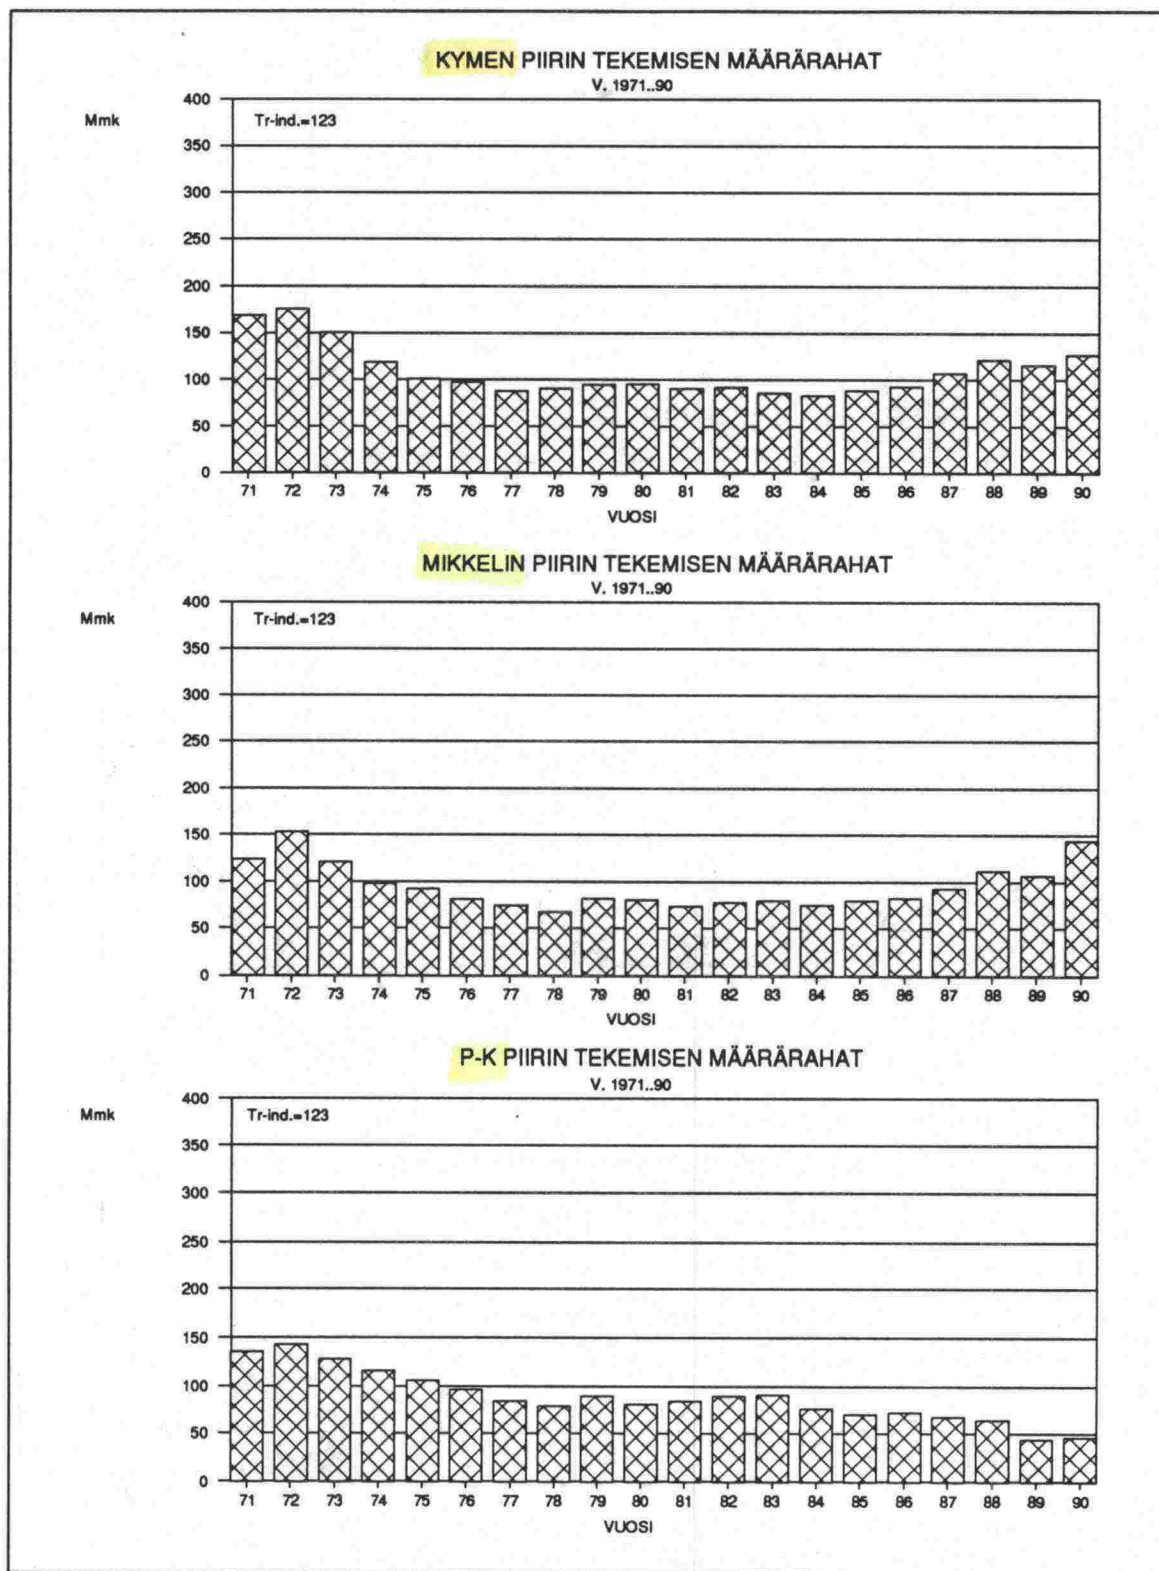 KYMEN PIIRIN TEKEMISEN MÄÄRÄRAHAT
V. 1971..90
Mmk
Tr-ind.=123
400
350
300
250
200
150
100
50
0
71 72 73 74 75 76 77 78 79 80 81 82 83 84 85 86 87 88 89 90
VUOSI
MIKKELIN PIIRIN TEKEMISEN MÄÄRÄRAHAT
V. 1971..90
Mmk
Tr-ind.=123
400
350
300
250
200
150
100
50
0
71 72 73 74 75 76 77 78 79 80 81 82 83 84 85 86 87 88 89 90
VUOSI
P-K PIIRIN TEKEMISEN MÄÄRÄRAHAT
V. 1971..90
Mmk
Tr-ind.=123
400
350
300
250
200
150
100
50
0
71 72 73 74 75 76 77 78 79 80 81 82 83 84 85 86 87 88 89 90
VUOSI